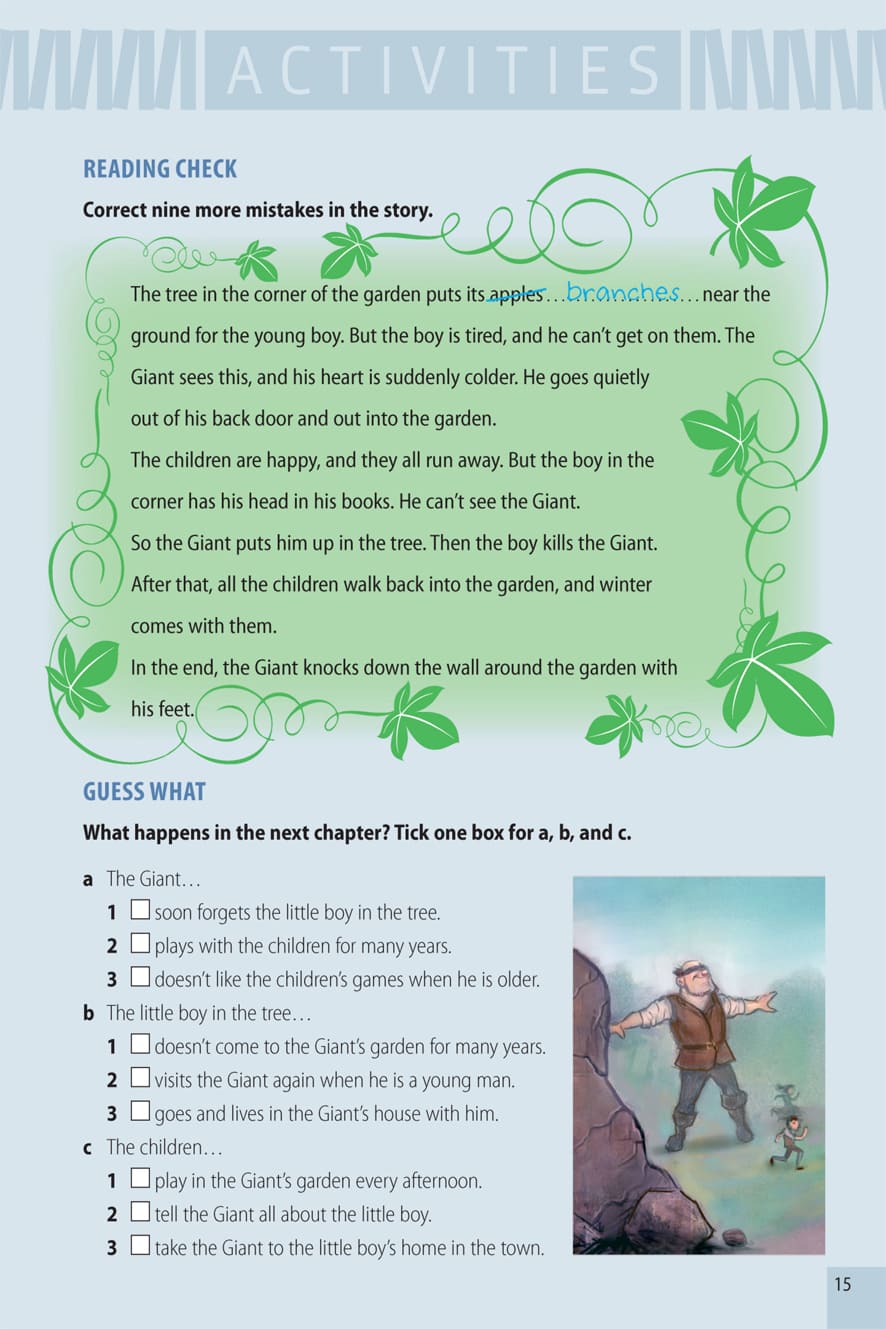 ACTIVITIES
READING CHECK
Correct nine more mistakes in the story.
The tree in the corner of the garden puts its apples…branches…near the
ground for the young boy. But the boy is tired, and he can’t get on them. The
Giant sees this, and his heart is suddenly colder. He goes quietly
out of his back door and out into the garden.
The children are happy, and they all run away. But the boy in the
corner has his head in his books. He can’t see the Giant.
So the Giant puts him up in the tree. Then the boy kills the Giant.
After that, all the children walk back into the garden, and winter
comes with them.
In the end, the Giant knocks down the wall around the garden with
his feet.
GUESS WHAT
What happens in the next chapter? Tick one box for a, b, and c.
a The Giant…
1 soon forgets the little boy in the tree.
2 plays with the children for many years.
3 doesn’t like the children’s games when he is older.
b The little boy in the tree…
1 doesn’t come to the Giant’s garden for many years.
2 visits the Giant again when he is a young man.
3 goes and lives in the Giant’s house with him.
c The children…
1 play in the Giant’s garden every afternoon.
2 tell the Giant all about the little boy.
3 take the Giant to the little boy’s home in the town.
15